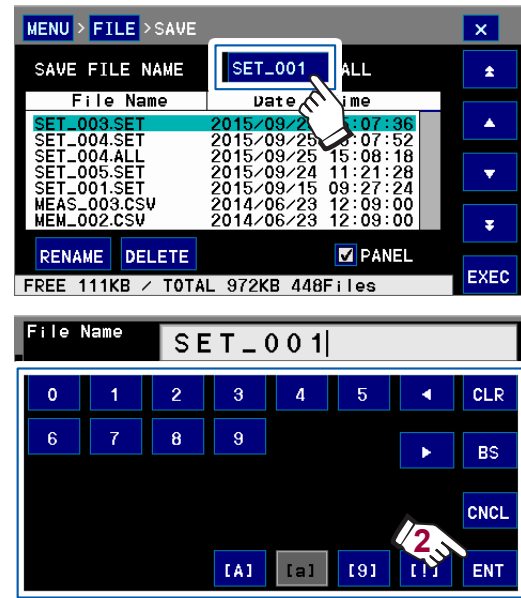 MENU > FILE > SAVE ×
SAVE FILE NAME SET_001 ALL
File Name Date Time
SET_003.SET 2015/09/2 :07:36
SET_004.SET 2015/09/25 :07:52
SET_004.ALL 2015/09/25 15:08:18
SET_005.SET 2015/09/24 11:21:28
SET_001.SET 2015/09/15 09:27:24
MEAS_003.CSV 2014/06/23 12:09:00
MEM_002.CSV 2014/06/23 12:09:00
RENAME DELETE PANEL
EXEC
FREE 111KB / TOTAL 972KB 448Files
File Name SET_001
0 1 2 3 4 5 CLR
6 7 8 9 BS
CNCL
2
[A] [a] [9] [!] ENT